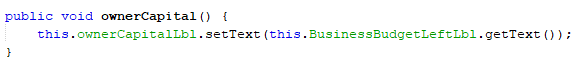 public void ownerCapital() {
    this.ownerCapitalLbl.setText(this.BusinessBudgetLeftLbl.getText());
}